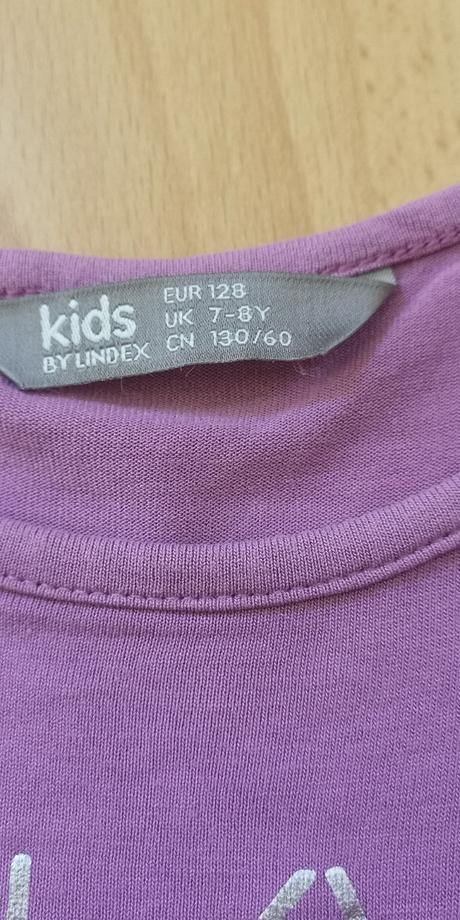 kids
BY LINDEX
EUR 128
UK 7-8Y
CN 130/60